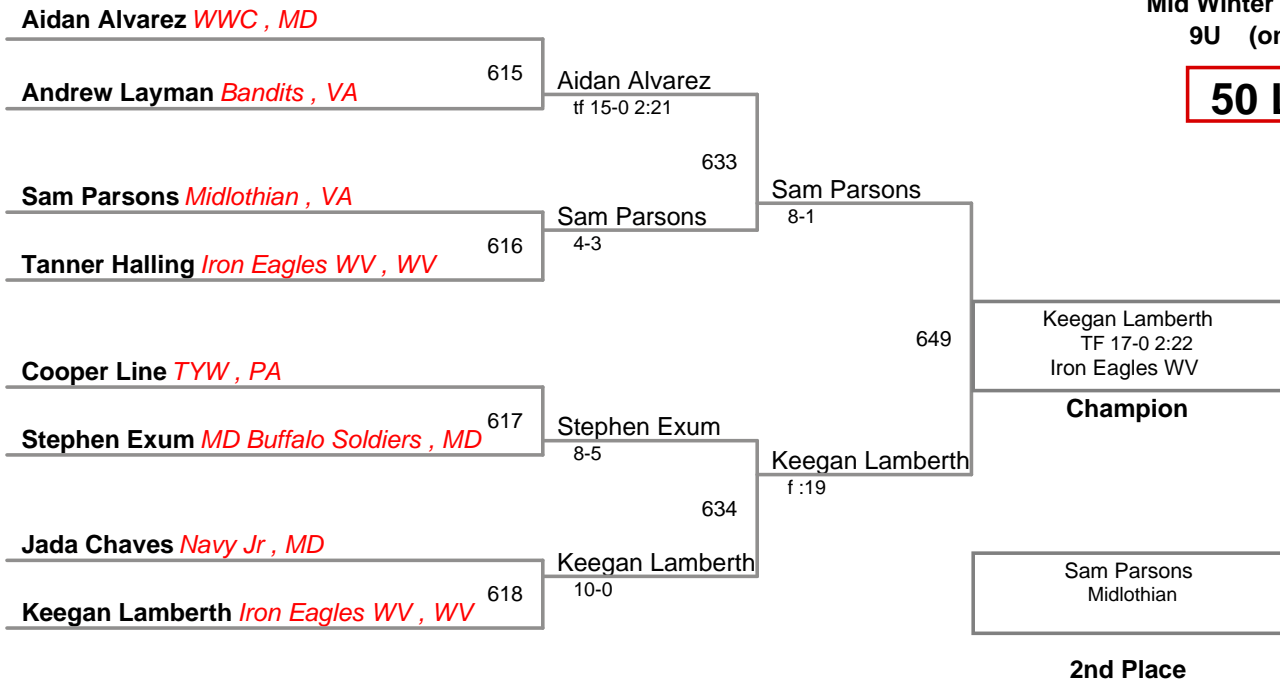 Mid Winter
9U (or
50
Aidan Alvarez WWC , MD
615
Andrew Layman Bandits , VA
Aidan Alvarez
tf 15-0 2:21
633
Sam Parsons Midlothian , VA
616
Tanner Halling Iron Eagles WV , WV
Sam Parsons
4-3
Sam Parsons
8-1
649
Cooper Line TYW , PA
617
Stephen Exum MD Buffalo Soldiers , MD
Stephen Exum
8-5
634
Jada Chaves Navy Jr , MD
618
Keegan Lamberth Iron Eagles WV , WV
Keegan Lamberth
10-0
Keegan Lamberth
f :19
Keegan Lamberth
TF 17-0 2:22
Iron Eagles WV
Champion
Sam Parsons
Midlothian
2nd Place